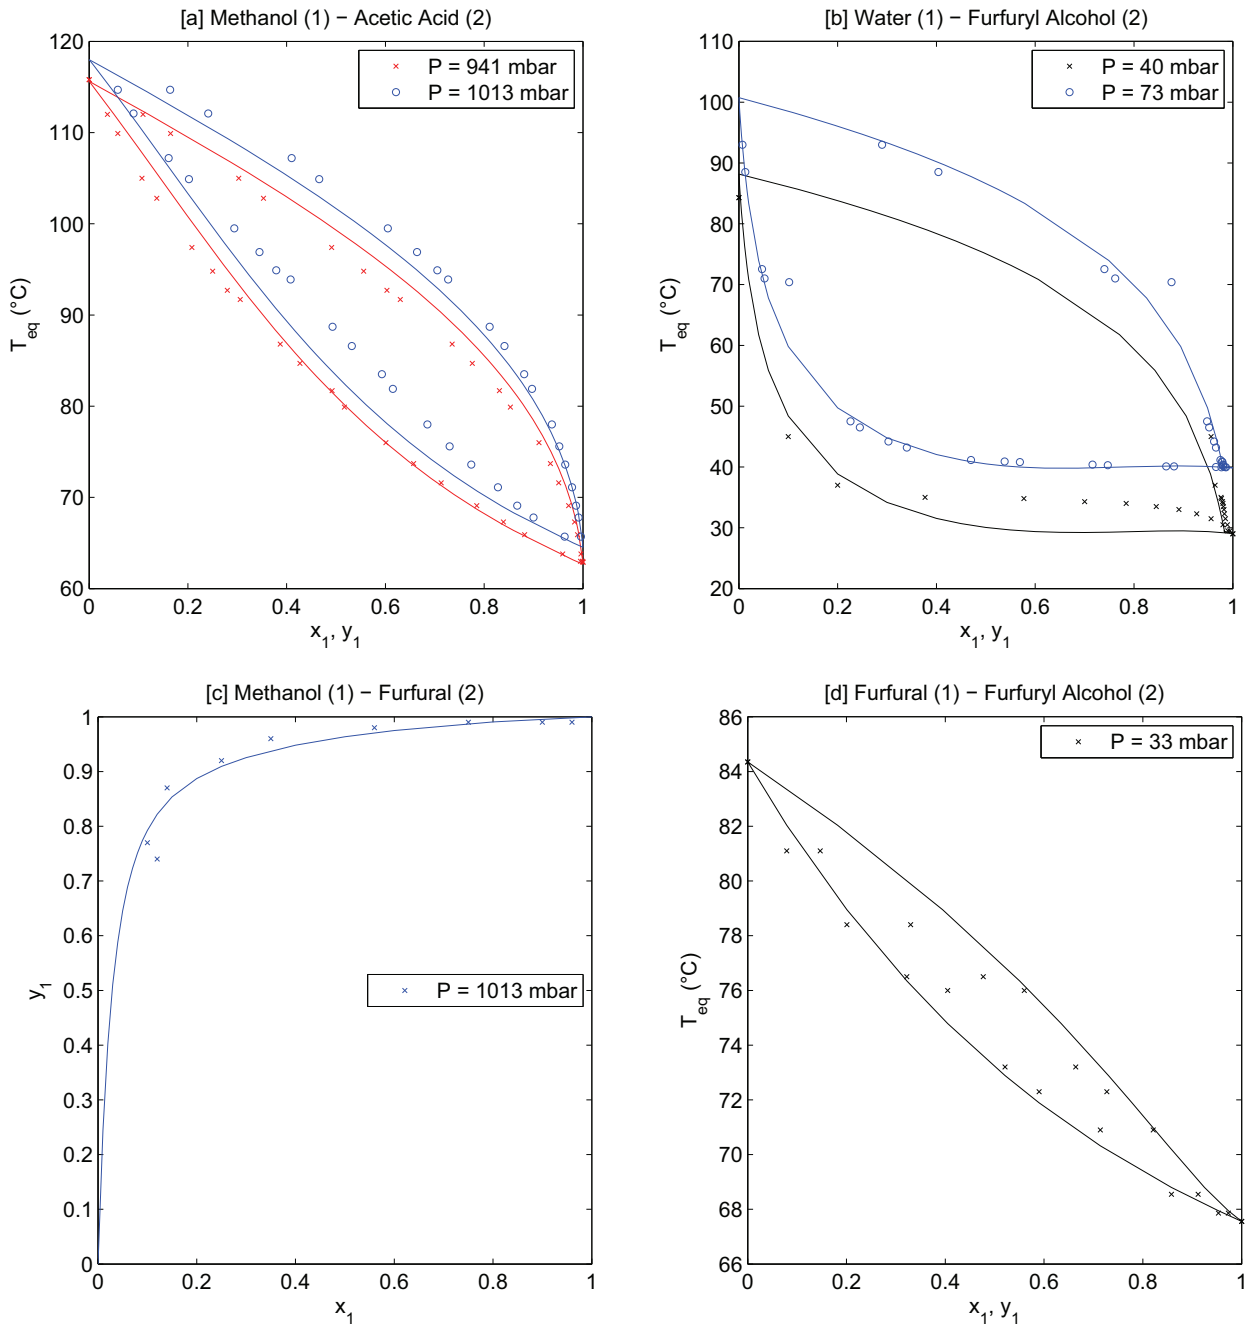 [a] Methanol (1) − Acetic Acid (2)
120
110
100
90
80
70
60
T_eq (°C)
0 0.2 0.4 0.6 0.8 1
x_1, y_1
P = 941 mbar
P = 1013 mbar
[b] Water (1) − Furfuryl Alcohol (2)
110
100
90
80
70
60
50
40
30
20
T_eq (°C)
0 0.2 0.4 0.6 0.8 1
x_1, y_1
P = 40 mbar
P = 73 mbar
[c] Methanol (1) − Furfural (2)
1
0.9
0.8
0.7
0.6
0.5
0.4
0.3
0.2
0.1
0
y_1
0 0.2 0.4 0.6 0.8 1
x_1
P = 1013 mbar
[d] Furfural (1) − Furfuryl Alcohol (2)
86
84
82
80
78
76
74
72
70
68
66
T_eq (°C)
0 0.2 0.4 0.6 0.8 1
x_1, y_1
P = 33 mbar